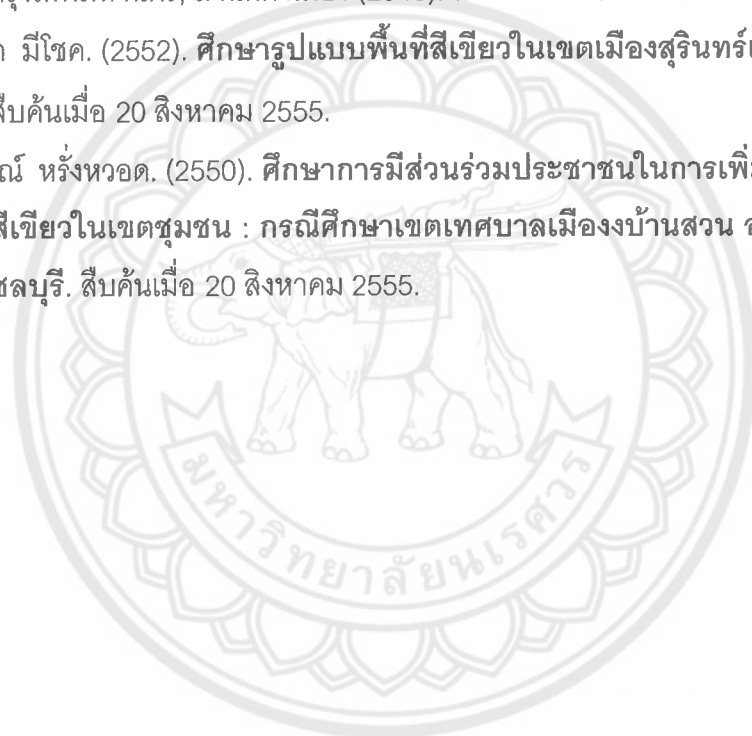 มีโชค. (2552). ศึกษารูปแบบพื้นที่สีเขียวในเขตเมืองสุรินทร์
สืบค้นเมื่อ 20 สิงหาคม 2555.
ณ์ หรั่งหวอด. (2550). ศึกษาการมีส่วนร่วมประชาชนในการเพิ่
สีเขียวในเขตชุมชน : กรณีศึกษาเขตเทศบาลเมืองงบ้านสวน อ
ชลบุรี. สืบค้นเมื่อ 20 สิงหาคม 2555.
มหาวิทยาลัยนเรศวร